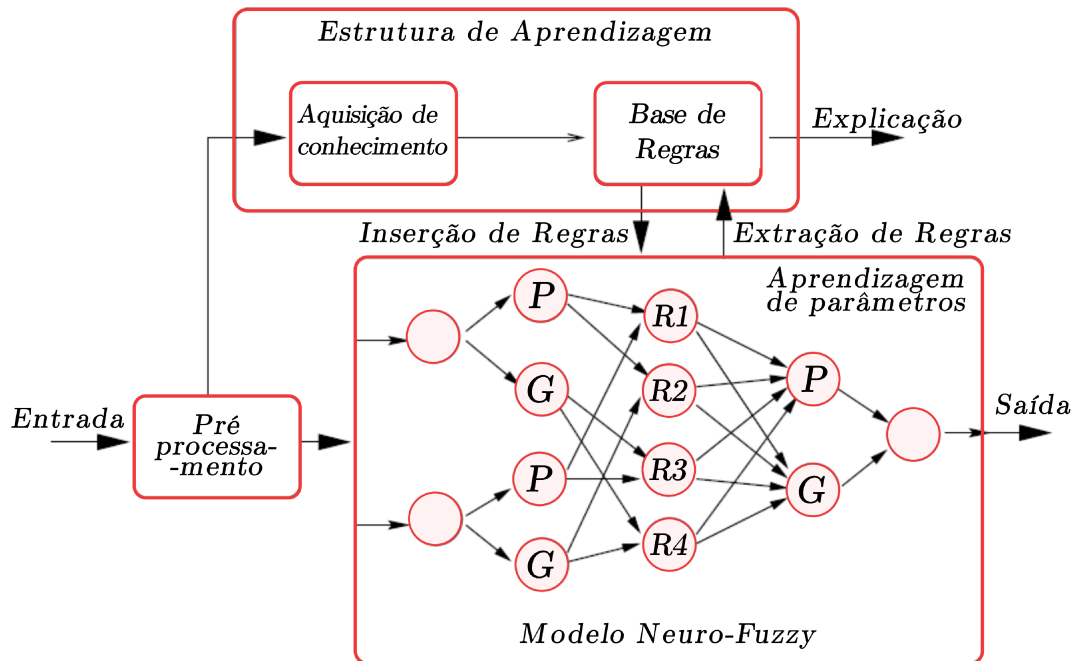 Estrutura de Aprendizagem
Aquisição de
conhecimento
Base de
Regras
Explicação
Inserção de Regras
Extração de Regras
Aprendizagem
de parâmetros
P
R1
G
R2
P
Entrada
Pré
processa-
-mento
Saída
P
R3
G
G
R4
Modelo Neuro-Fuzzy